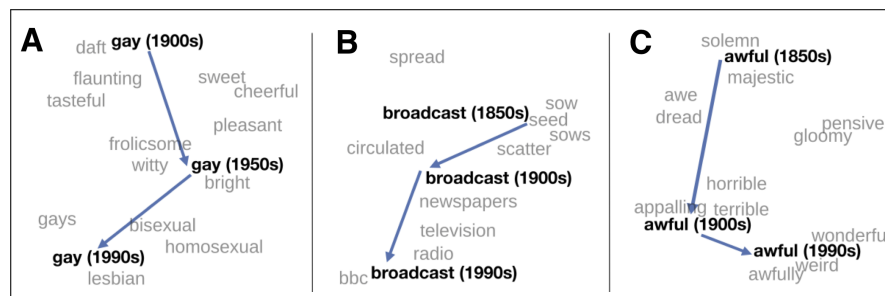 A
daft gay (1900s)
flaunting sweet
tasteful cheerful
pleasant
frolicsome
witty gay (1950s)
bright
gays bisexual
homosexual
gay (1990s)
lesbian
B
spread
broadcast (1850s) sow
seed
sows
circulated scatter
broadcast (1900s)
newspapers
television
radio
bbc broadcast (1990s)
C
solemn
awful (1850s)
majestic
awe
dread pensive
gloomy
horrible
appalling terrible
awful (1900s)
wonderfu
awful (1990s)
awfully weird